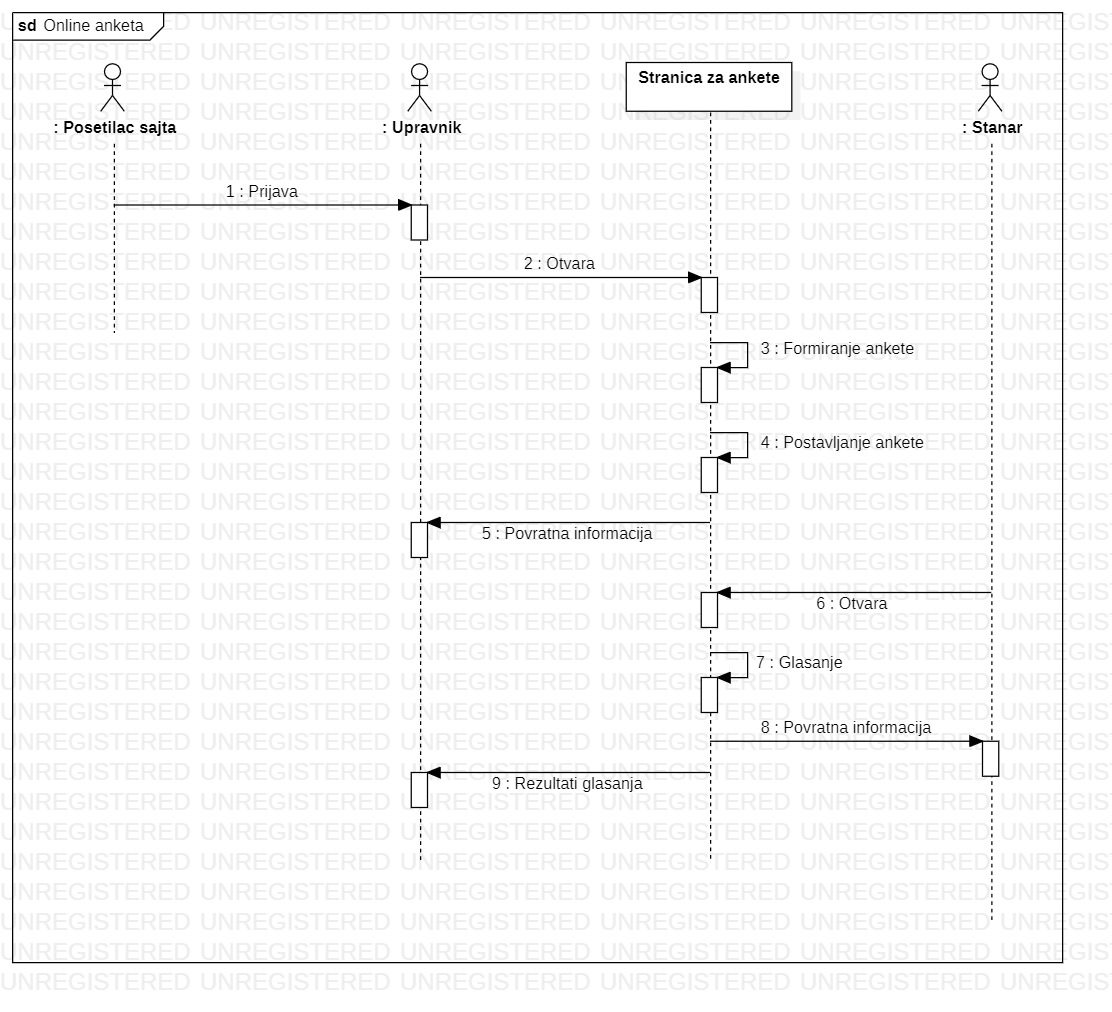 sd Online anketa
: Posetilac sajta
: Upravnik
Stranica za ankete
: Stanar
1 : Prijava
2 : Otvara
3 : Formiranje ankete
4 : Postavljanje ankete
5 : Povratna informacija
6 : Otvara
7 : Glasanje
8 : Povratna informacija
9 : Rezultati glasanja
UNREGISTERED